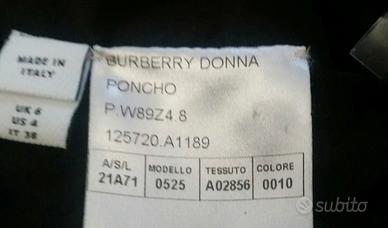 MADE IN
ITALY
UK 6
US 4
IT 38
BURBERRY DONNA
PONCHO
P.W89Z4.8
125720.A1189
A/S/L
21A71
MODELLO
0525
TESSUTO
A02856
COLORE
0010
subito